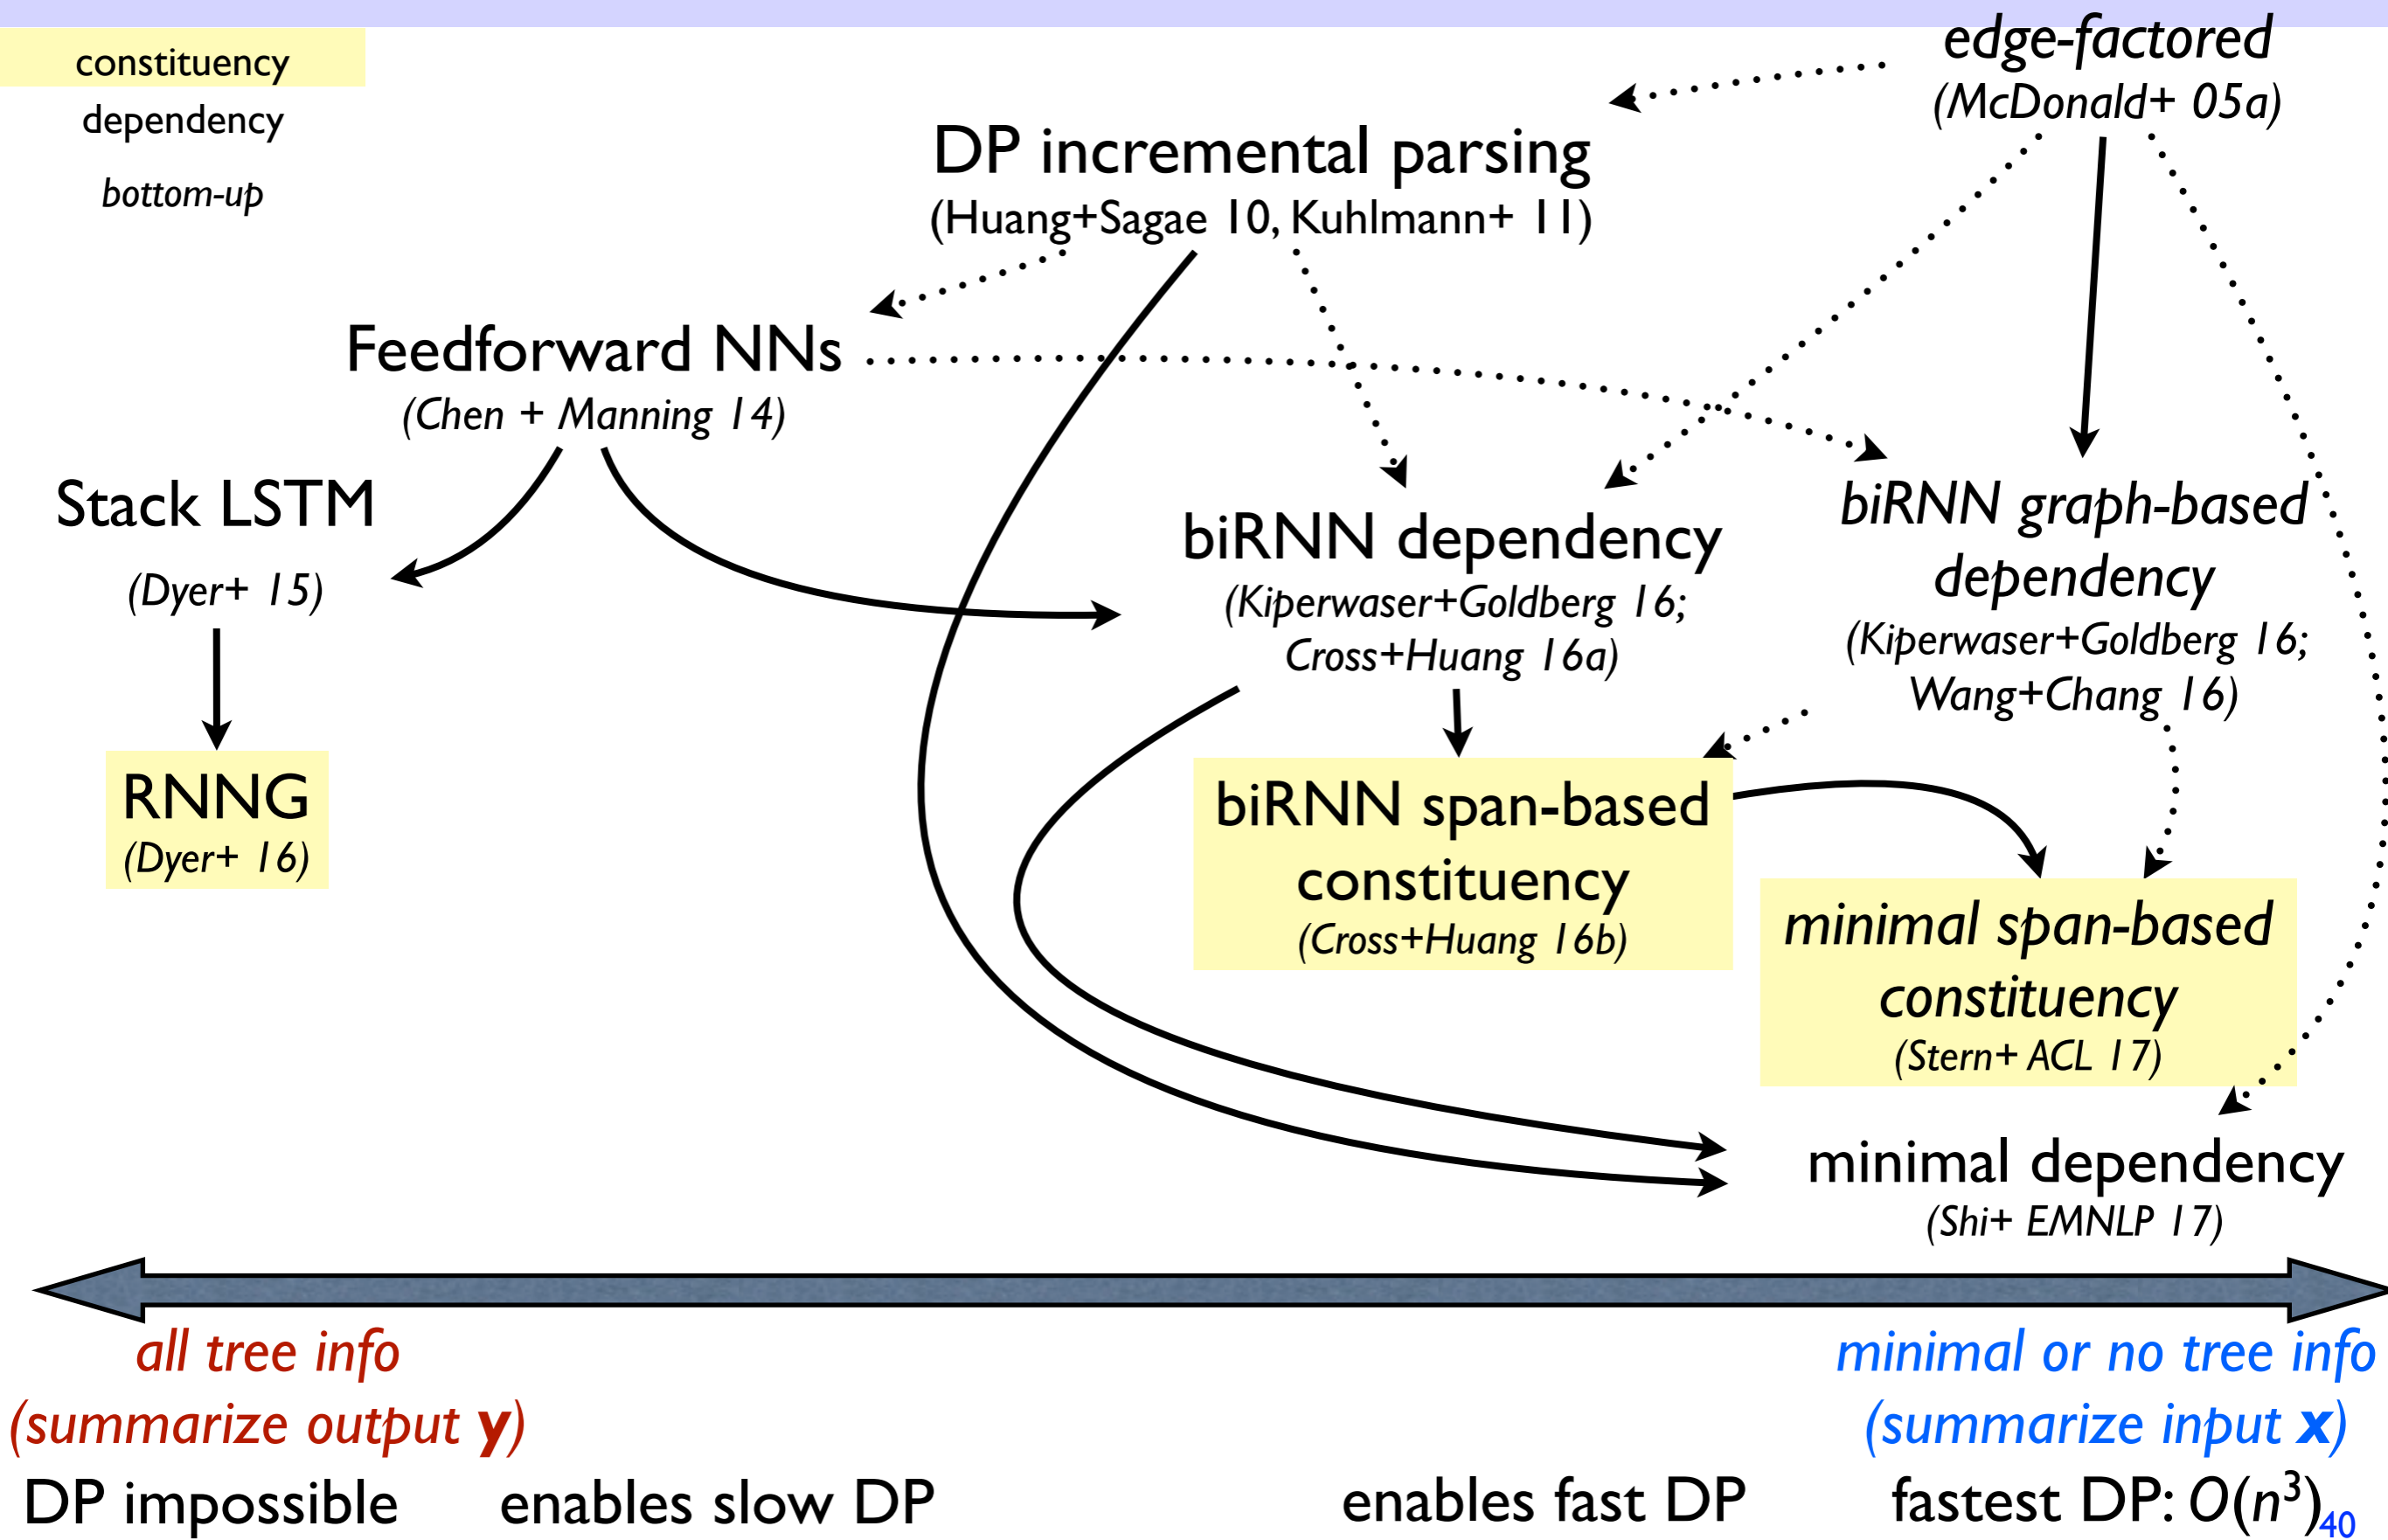 constituency
dependency
bottom-up
edge-factored
(McDonald+ 05a)
DP incremental parsing
(Huang+Sagae 10, Kuhlmann+ 11)
Feedforward NNs
(Chen + Manning 14)
Stack LSTM
(Dyer+ 15)
RNNG
(Dyer+ 16)
biRNN dependency
(Kiperwaser+Goldberg 16;
Cross+Huang 16a)
biRNN graph-based
dependency
(Kiperwaser+Goldberg 16;
Wang+Chang 16)
biRNN span-based
constituency
(Cross+Huang 16b)
minimal span-based
constituency
(Stern+ ACL 17)
minimal dependency
(Shi+ EMNLP 17)
all tree info
(summarize output y)
minimal or no tree info
(summarize input x)
DP impossible
enables slow DP
enables fast DP
fastest DP: O(n³)
40